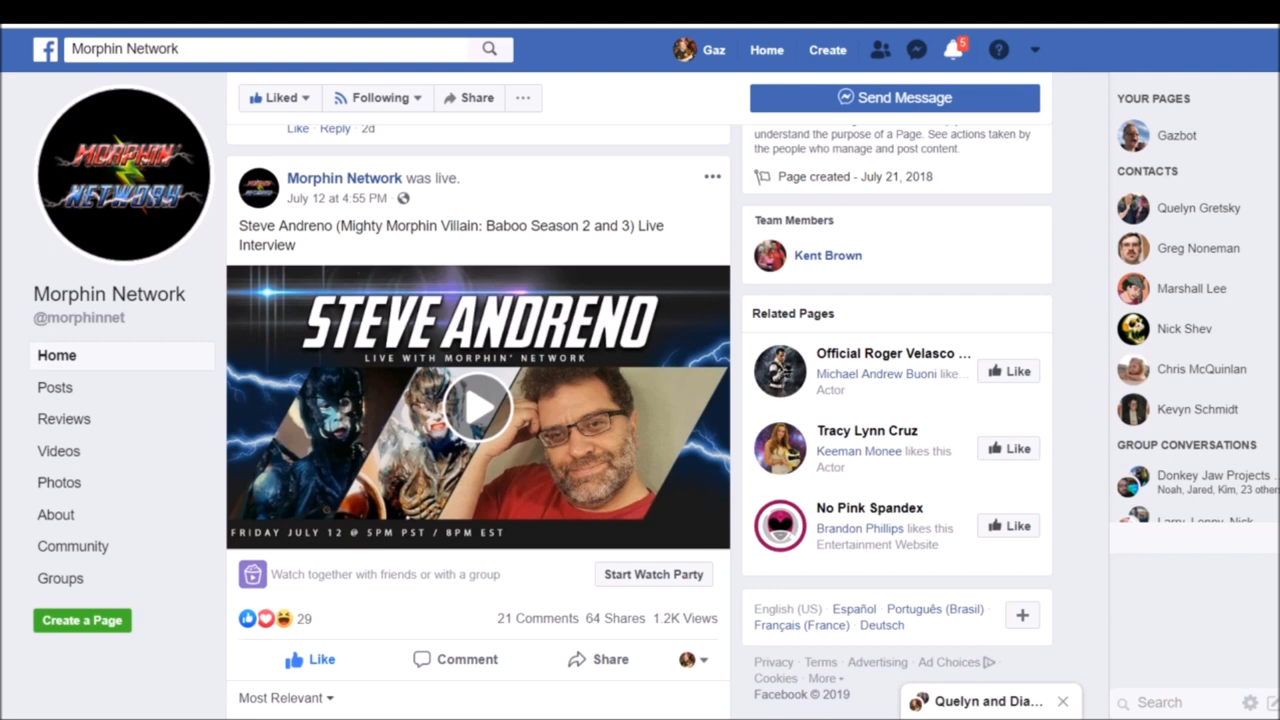 Morphin Network
Gaz
Home
Create
5
MORPHIN
NETWORK
Morphin Network
@morphinnet
Home
Posts
Reviews
Videos
Photos
About
Community
Groups
Create a Page
Liked
Following
Share
Send Message
Like · Reply · 2d
Morphin Network was live.
July 12 at 4:55 PM ·
Steve Andreno (Mighty Morphin Villain: Baboo Season 2 and 3) Live
Interview
STEVE ANDRENO
LIVE WITH MORPHIN' NETWORK
FRIDAY JULY 12 @ 5PM PST / 8PM EST
Watch together with friends or with a group
Start Watch Party
29
21 Comments 64 Shares 1.2K Views
Like
Comment
Share
Most Relevant
understand the purpose of a Page. See actions taken by
the people who manage and post content.
Page created - July 21, 2018
Team Members
Kent Brown
Related Pages
Official Roger Velasco ...
Michael Andrew Buoni like...
Actor
Like
Tracy Lynn Cruz
Keeman Monee likes this
Actor
Like
No Pink Spandex
Brandon Phillips likes this
Entertainment Website
Like
English (US) · Español · Português (Brasil) ·
Français (France) · Deutsch
Privacy · Terms · Advertising · Ad Choices ·
Cookies · More
Facebook © 2019
Quelyn and Dia...
YOUR PAGES
Gazbot
CONTACTS
Quelyn Gretsky
Greg Noneman
Marshall Lee
Nick Shev
Chris McQuinlan
Kevyn Schmidt
GROUP CONVERSATIONS
Donkey Jaw Projects ...
Noah, Jared, Kim, 23 other
Larry, Lenny, Nick
Search